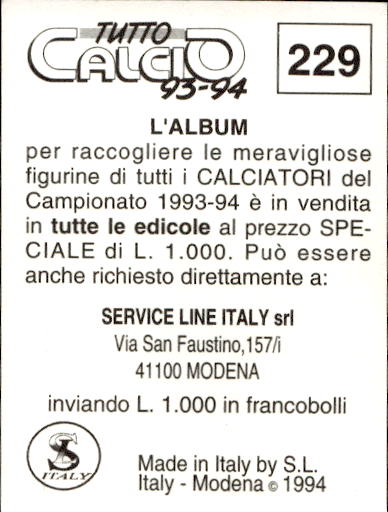 TUTTO
CALCIO
93-94
229
L'ALBUM
per raccogliere le meravigliose
figurine di tutti i CALCIATORI del
Campionato 1993-94 è in vendita
in tutte le edicole al prezzo SPE-
CIALE di L. 1.000. Può essere
anche richiesto direttamente a:
SERVICE LINE ITALY srl
Via San Faustino,157/i
41100 MODENA
inviando L. 1.000 in francobolli
SL
ITALY
Made in Italy by S.L.
Italy - Modena © 1994